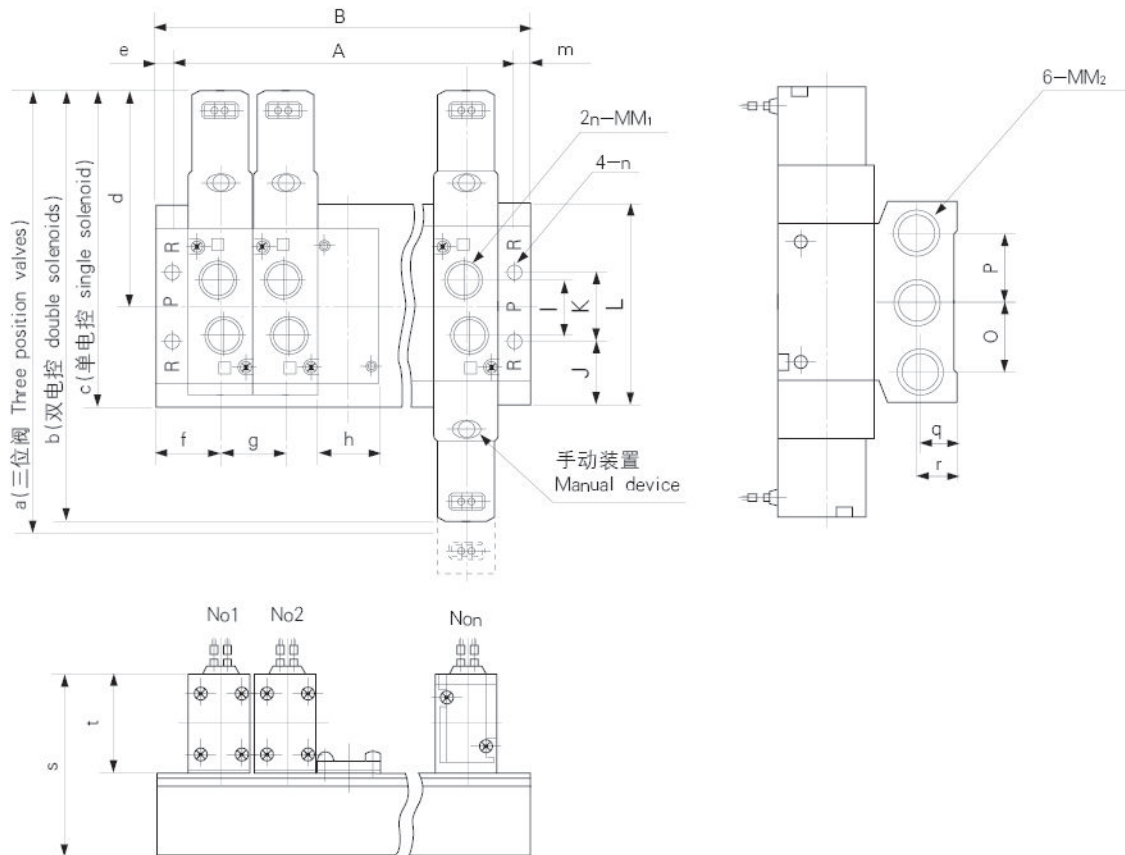 B
e
A
m
2n-MM₁
4-n
6-MM₂
a(三位阀 Three position valves)
b(双电控 double solenoids)
c(单电控 single solenoid)
d
R
P
R
R
P
R
I
K
J
L
f
g
h
手动装置
Manual device
P
O
q
r
No1
No2
Non
s
t